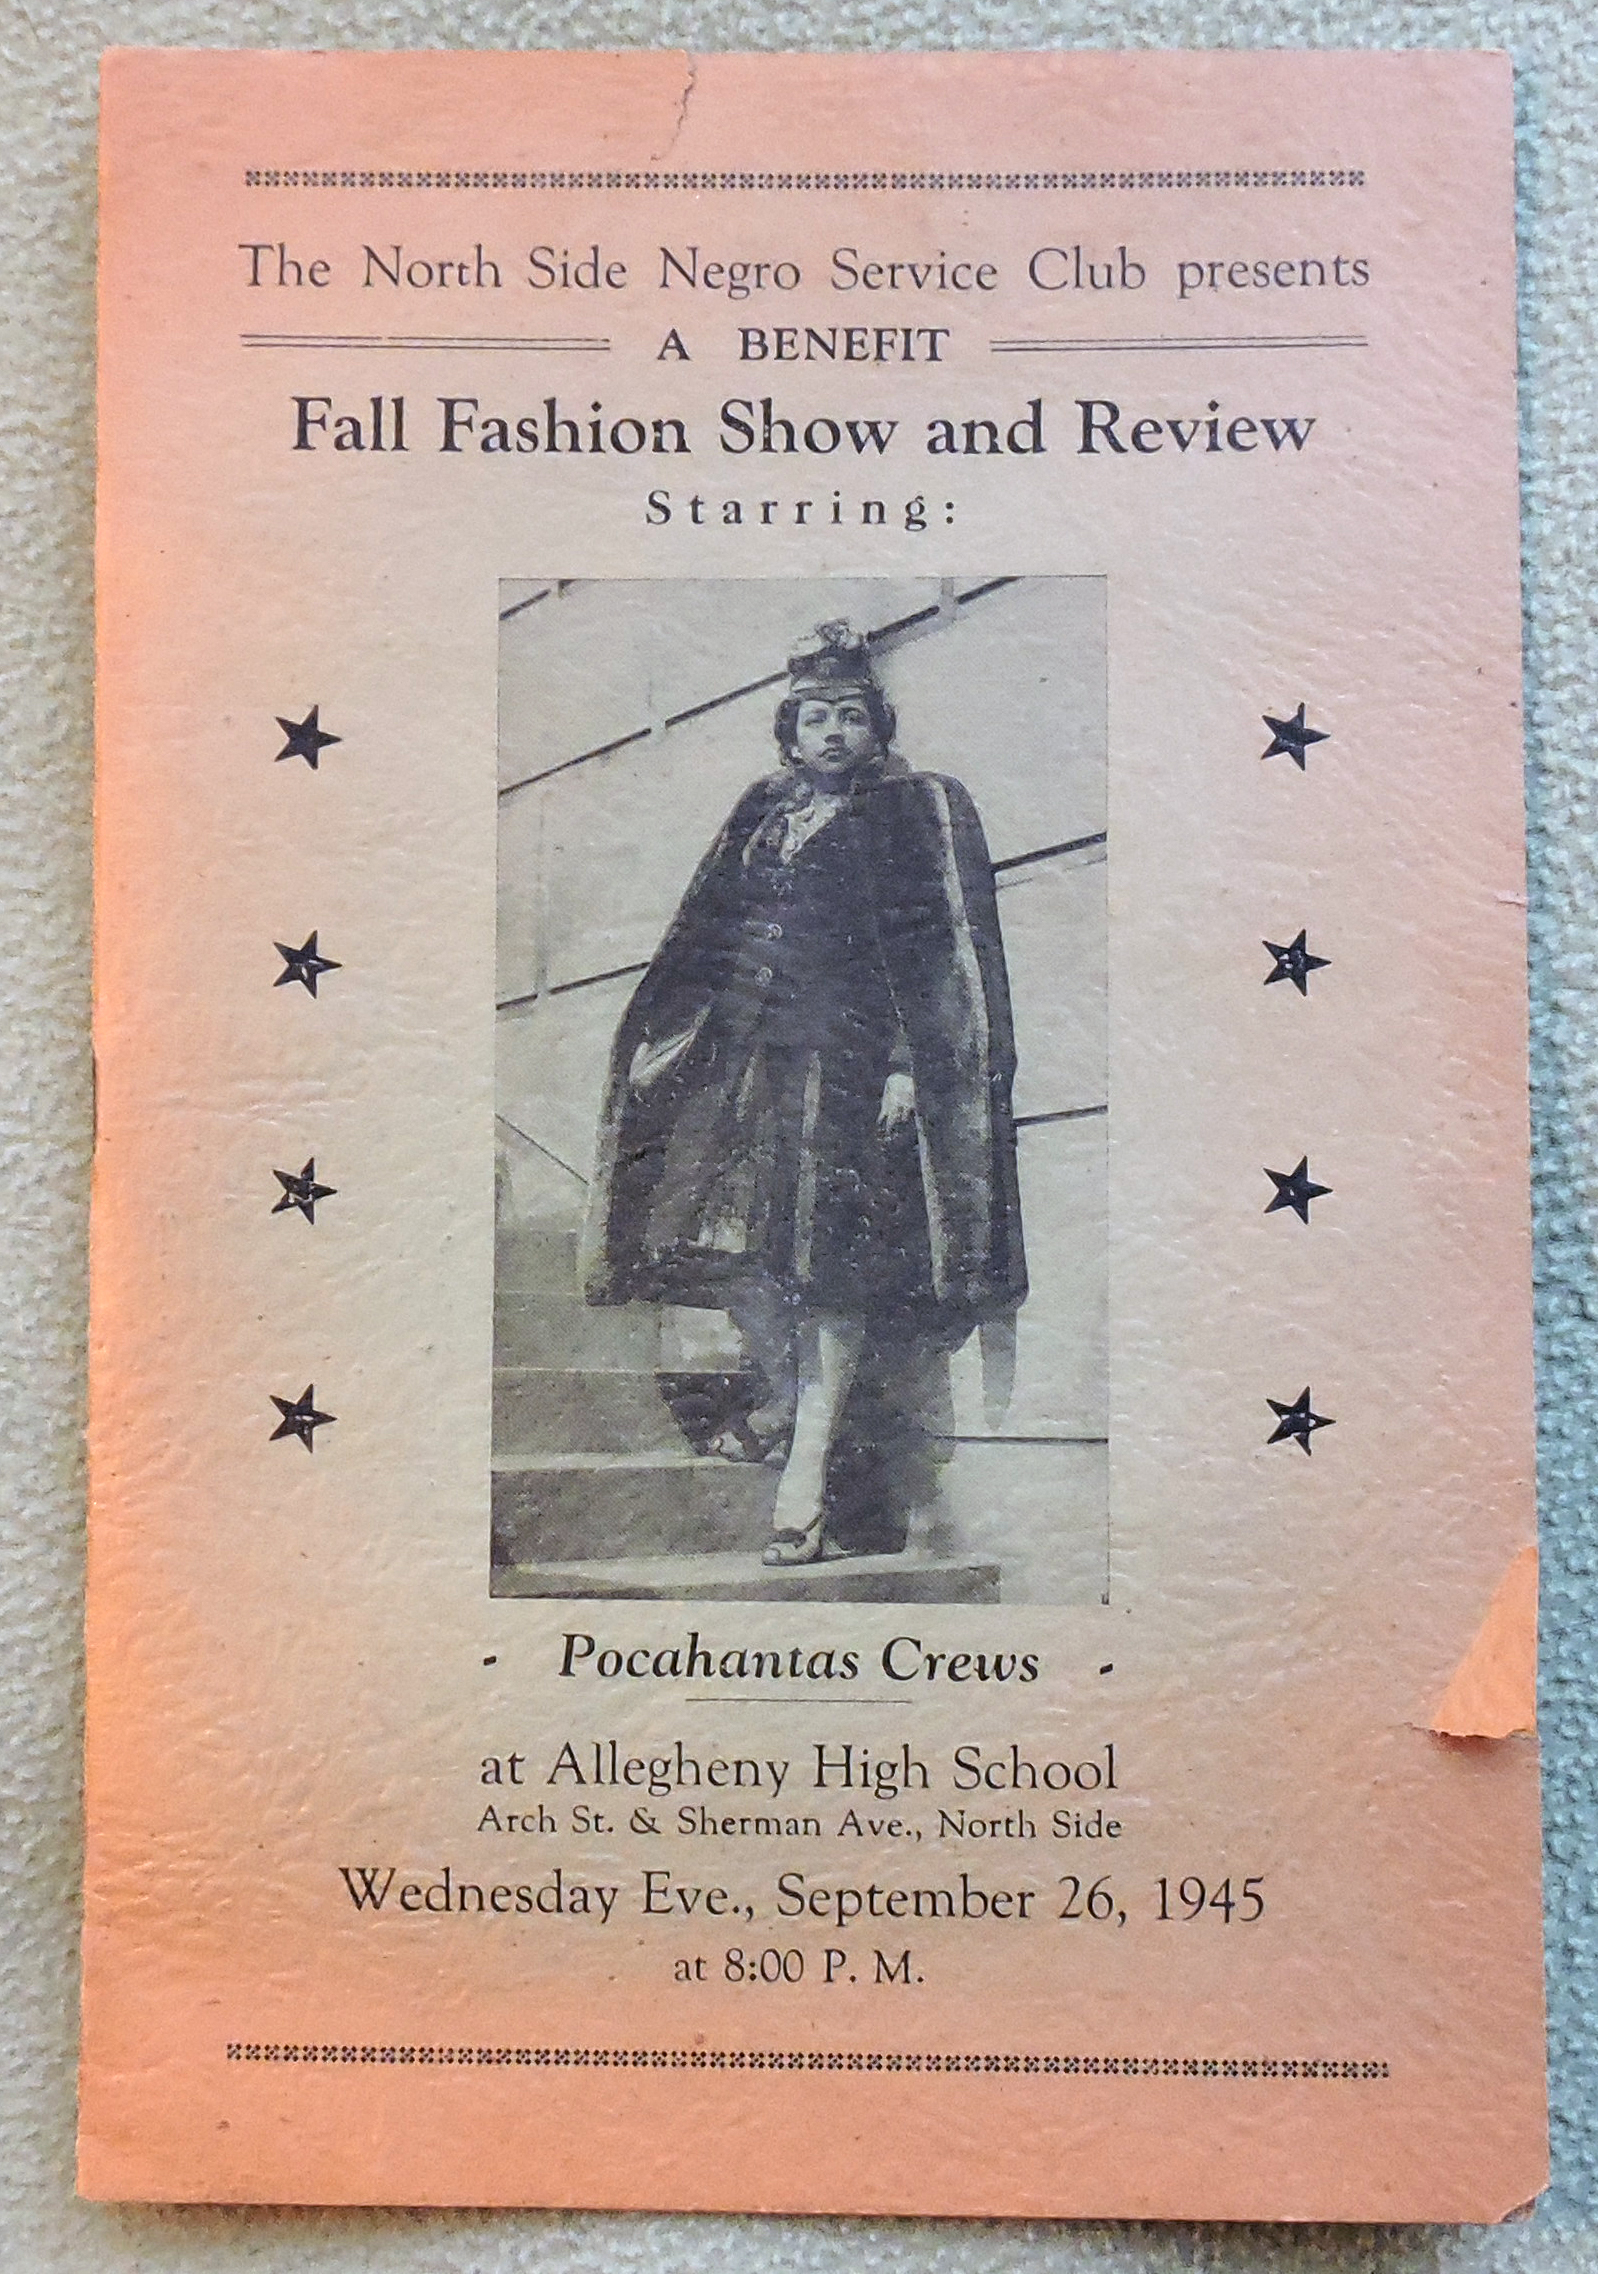 The North Side Negro Service Club presents
A BENEFIT
Fall Fashion Show and Review
Starring:
- Pocahantas Crews -
at Allegheny High School
Arch St. & Sherman Ave., North Side
Wednesday Eve., September 26, 1945
at 8:00 P. M.